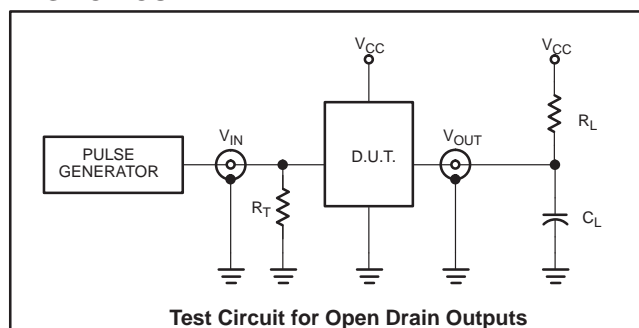 VCC
VCC
RL
VIN
VOUT
PULSE
GENERATOR
D.U.T.
RT
CL
Test Circuit for Open Drain Outputs